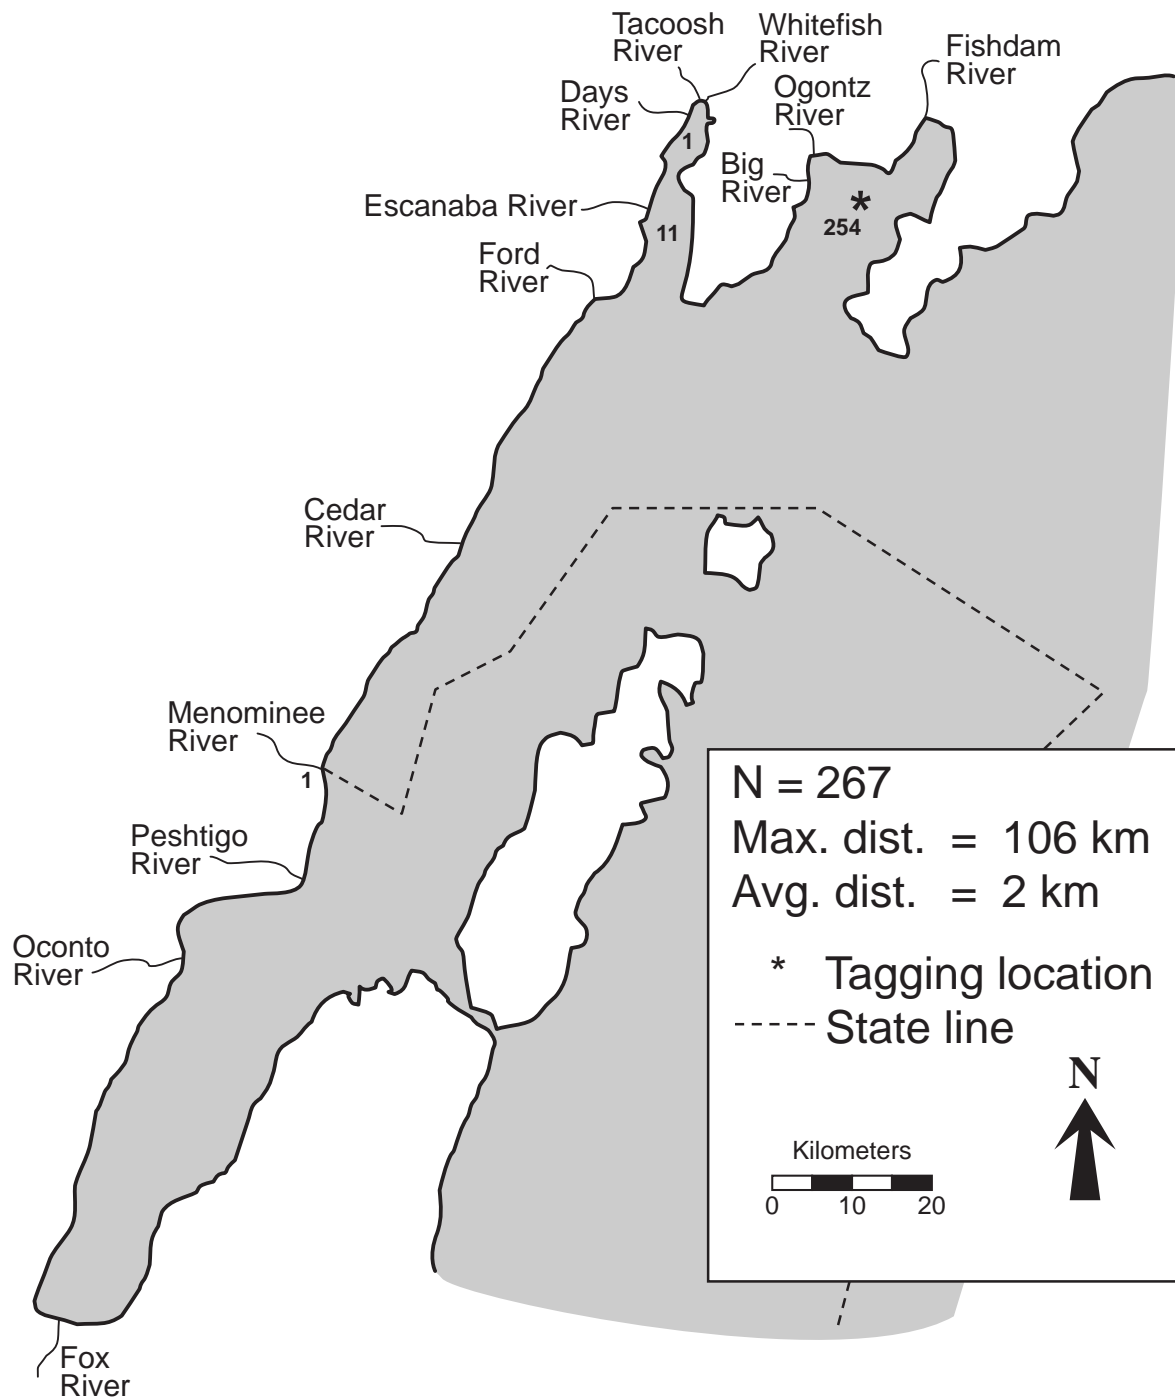 Tacoosh
River
Whitefish
River
Fishdam
River
Days
River
Ogontz
River
1
Big
River
Escanaba River
*
254
11
Ford
River
Cedar
River
Menominee
River
1
N = 267
Max. dist. = 106 km
Avg. dist. = 2 km
Peshtigo
River
Oconto
River
* Tagging location
State line
N
Kilometers
0 10 20
Fox
River